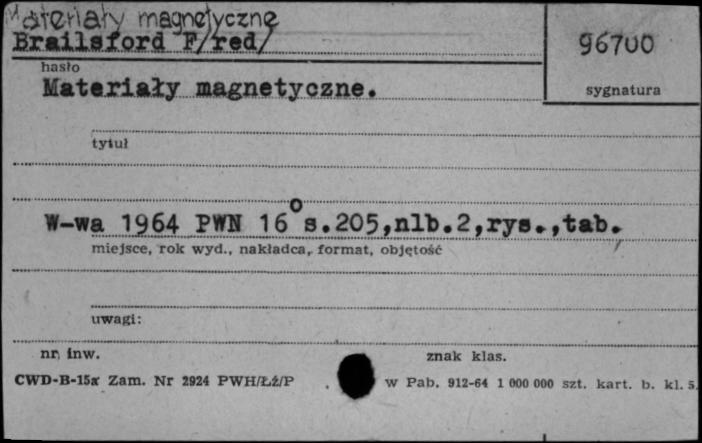 Materiały magnetyczne
Brailsford F/red/
96700
hasło
Materiały magnetyczne.
sygnatura
tytuł
W-wa 1964 PWN 16° s.205,nlb.2,rys.,tab.
miejsce, rok wyd., nakładca, format, objętość
uwagi:
nr. inw.
znak klas.
CWD-B-15a Zam. Nr 2924 PWH/Łź/P
w Pab. 912-64 1 000 000 szt. kart. b. kl. 5.